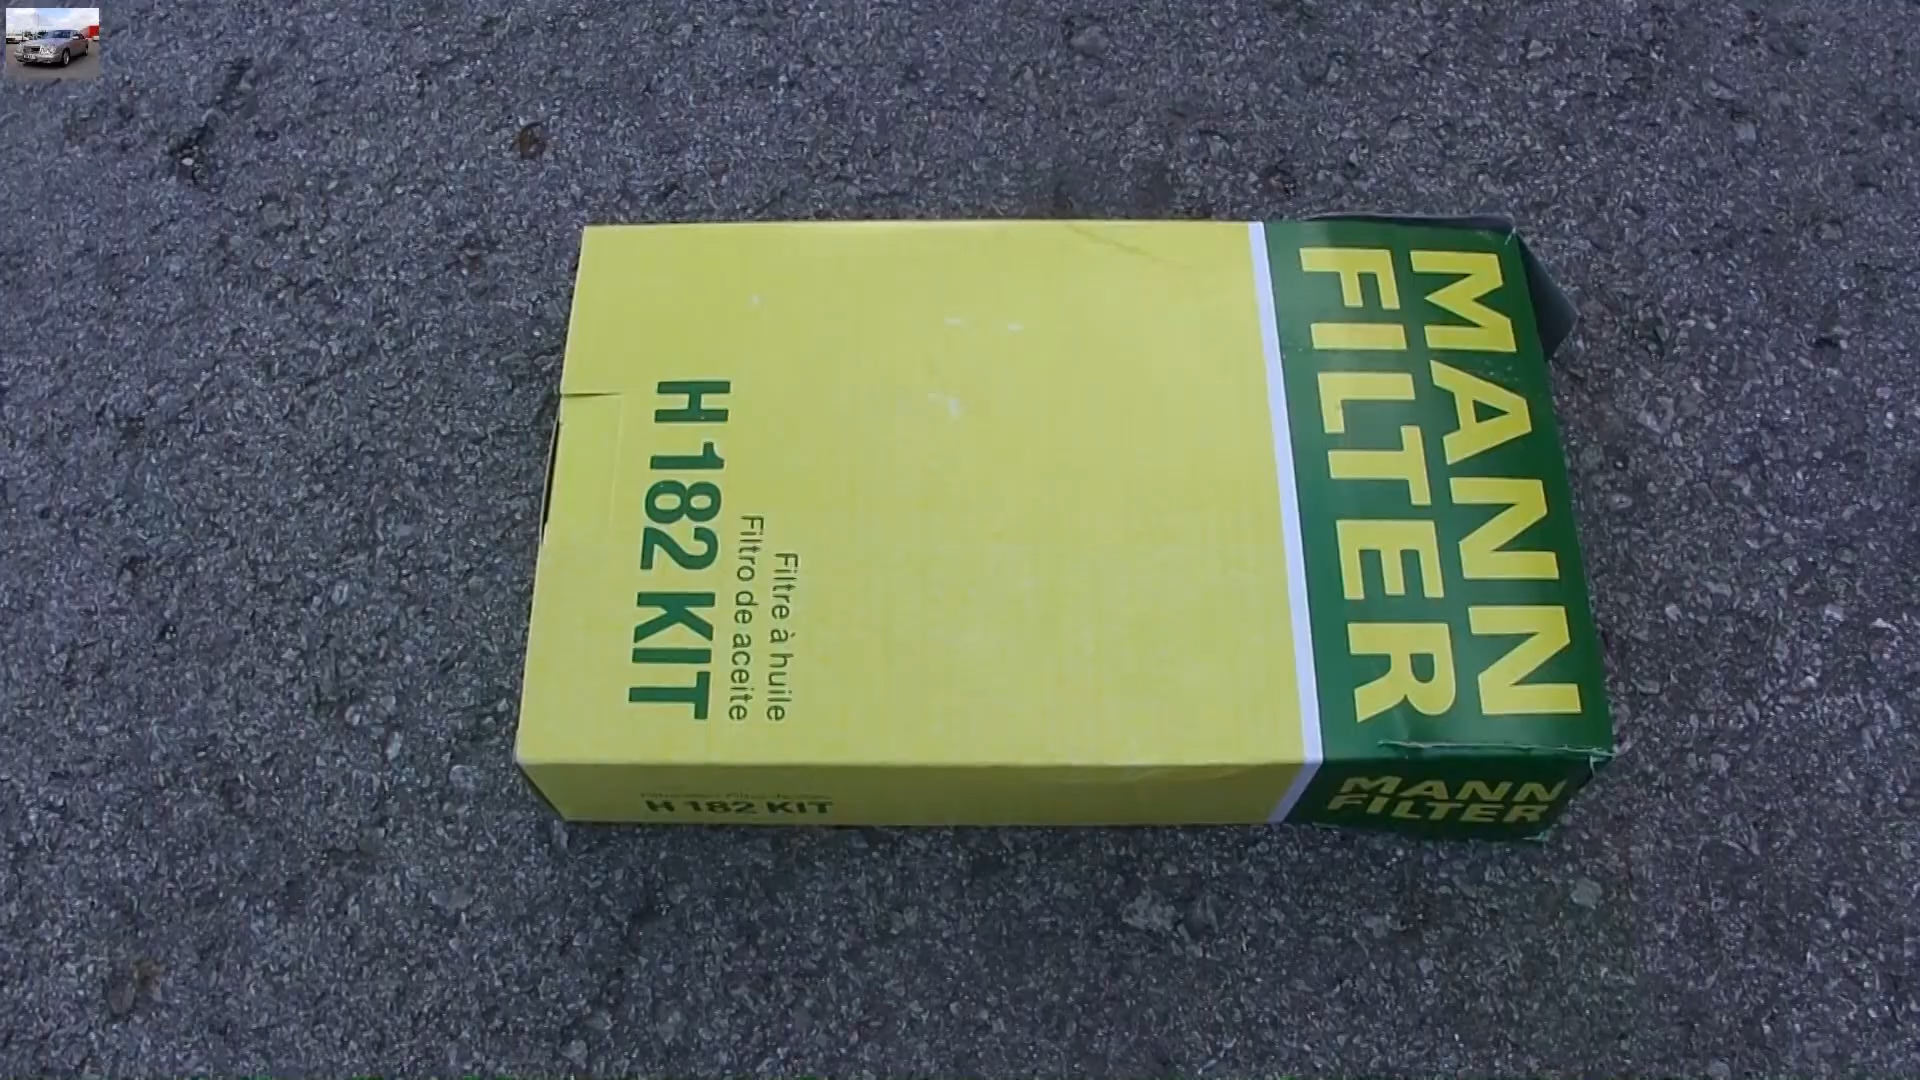 MANN
FILTER
Filtre à huile
Filtro de aceite
H 182 KIT
MANN
FILTER
H 182 KIT